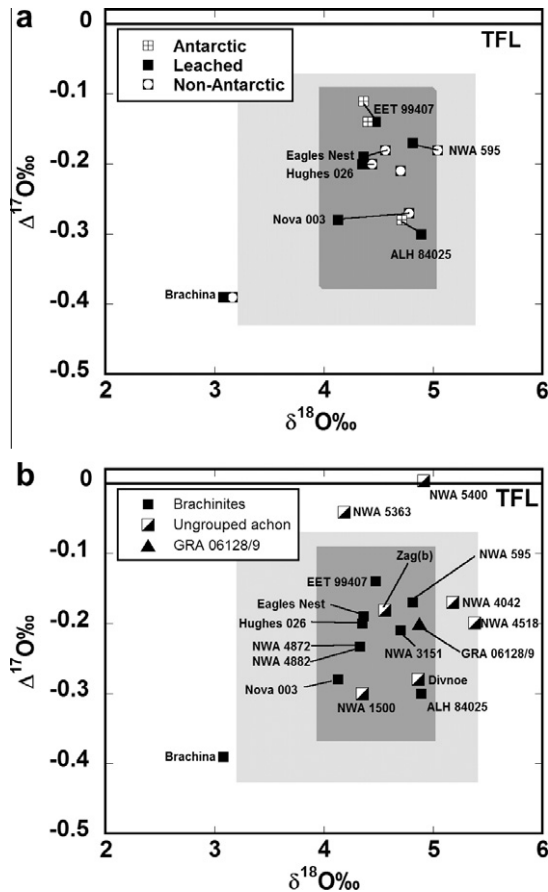 a
TFL
Antarctic
Leached
Non-Antarctic
0
-0.1
-0.2
-0.3
-0.4
-0.5
Δ17O‰
EET 99407
Eagles Nest
NWA 595
Hughes 026
Nova 003
ALH 84025
Brachina
2 3 4 5 6
δ18O‰
b
TFL
Brachinites
Ungrouped achon
GRA 06128/9
0
-0.1
-0.2
-0.3
-0.4
-0.5
Δ17O‰
NWA 5400
NWA 5363
Zag(b)
NWA 595
EET 99407
Eagles Nest
NWA 4042
Hughes 026
NWA 4518
NWA 4872
NWA 3151
GRA 06128/9
NWA 4882
Nova 003
Divnoe
NWA 1500
ALH 84025
Brachina
2 3 4 5 6
δ18O‰